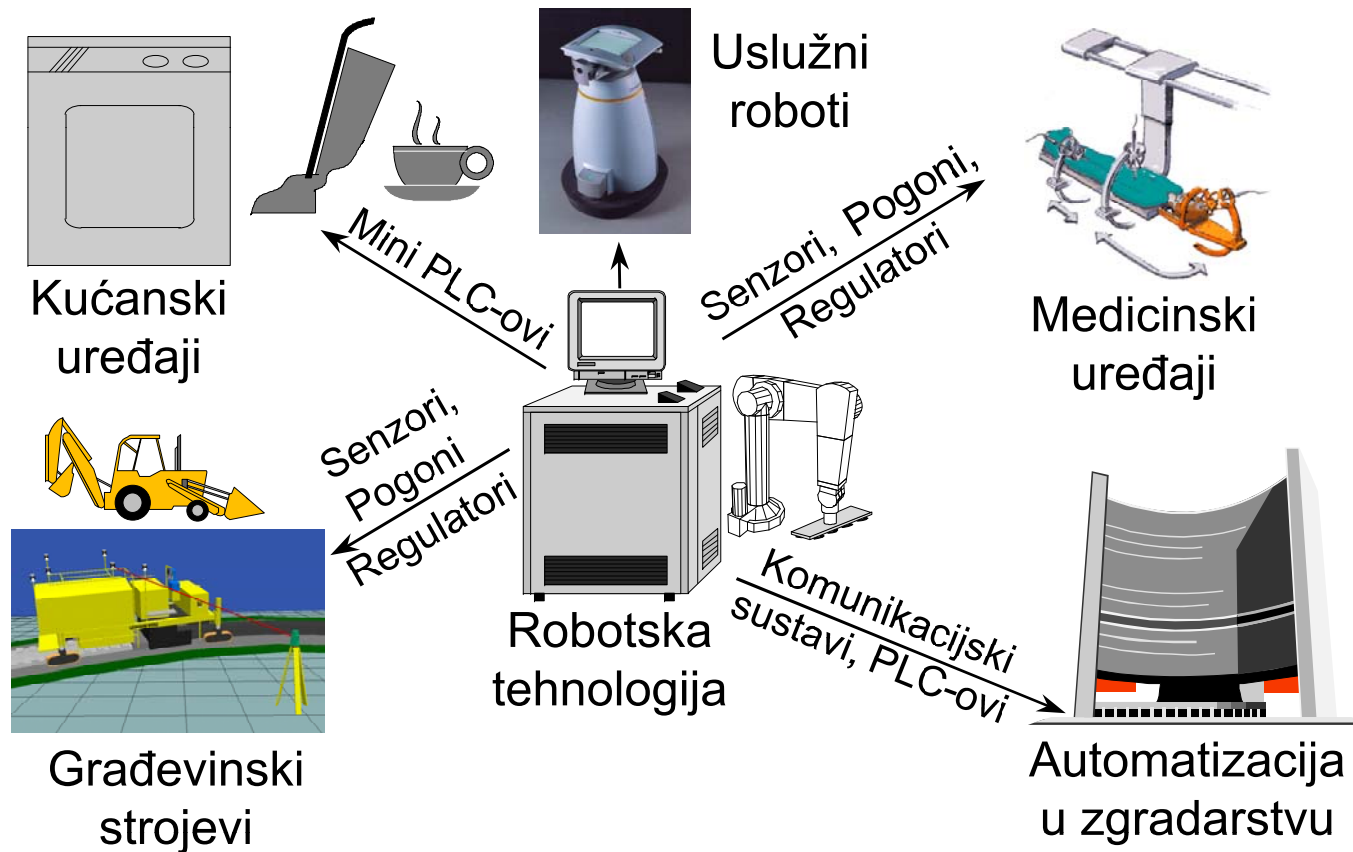 Uslužni
roboti
Mini PLC-ovi
Senzori, Pogoni,
Regulatori
Kućanski
uređaji
Medicinski
uređaji
Senzori,
Pogoni
Regulatori
Robotska
tehnologija
Komunikacijski
sustavi, PLC-ovi
Građevinski
strojevi
Automatizacija
u zgradarstvu